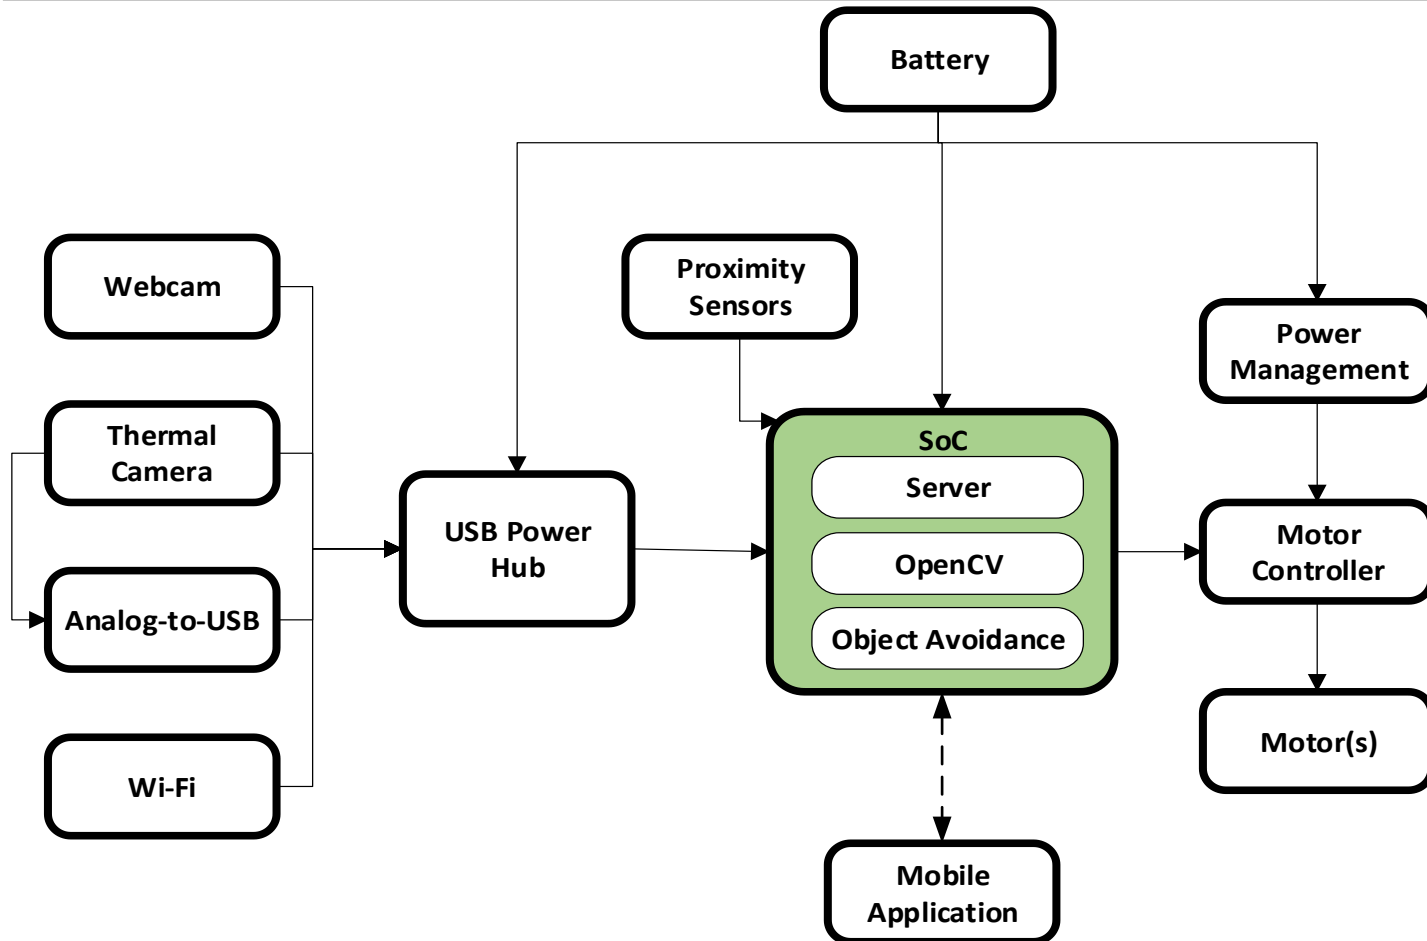 Battery
Webcam
Proximity
Sensors
Power
Management
Thermal
Camera
SoC
Server
USB Power
Hub
OpenCV
Motor
Controller
Analog-to-USB
Object Avoidance
Wi-Fi
Motor(s)
Mobile
Application